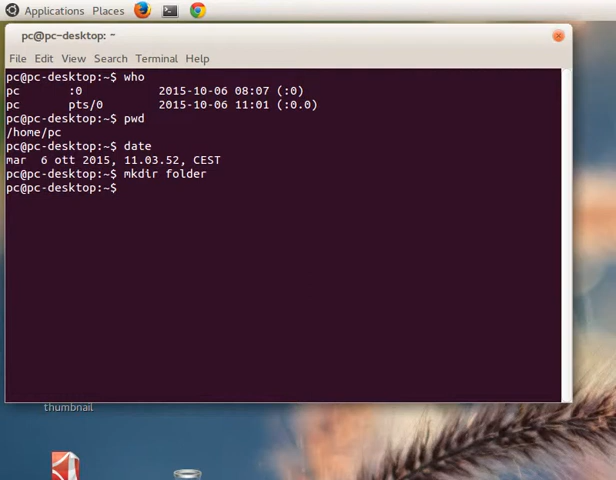 Applications Places
pc@pc-desktop: ~
File Edit View Search Terminal Help
pc@pc-desktop:~$ who
pc :0 2015-10-06 08:07 (:0)
pc pts/0 2015-10-06 11:01 (:0.0)
pc@pc-desktop:~$ pwd
/home/pc
pc@pc-desktop:~$ date
mar 6 ott 2015, 11.03.52, CEST
pc@pc-desktop:~$ mkdir folder
pc@pc-desktop:~$
thumbnail